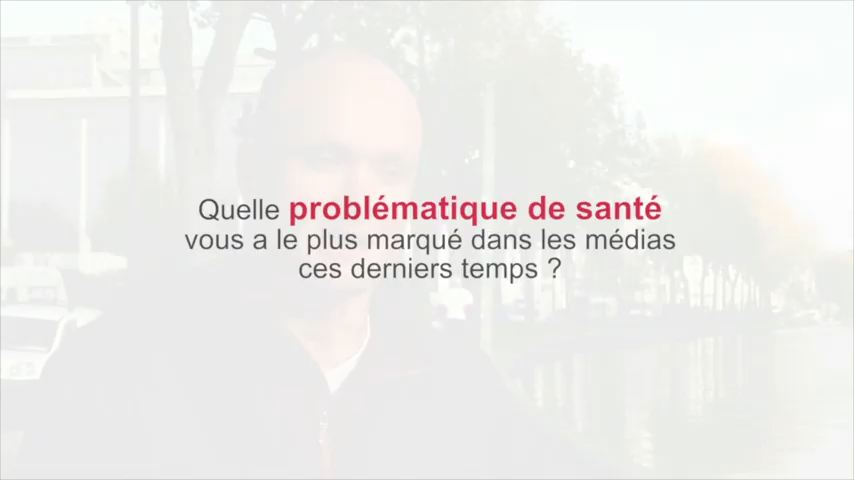 Quelle problématique de santé
vous a le plus marqué dans les médias
ces derniers temps ?